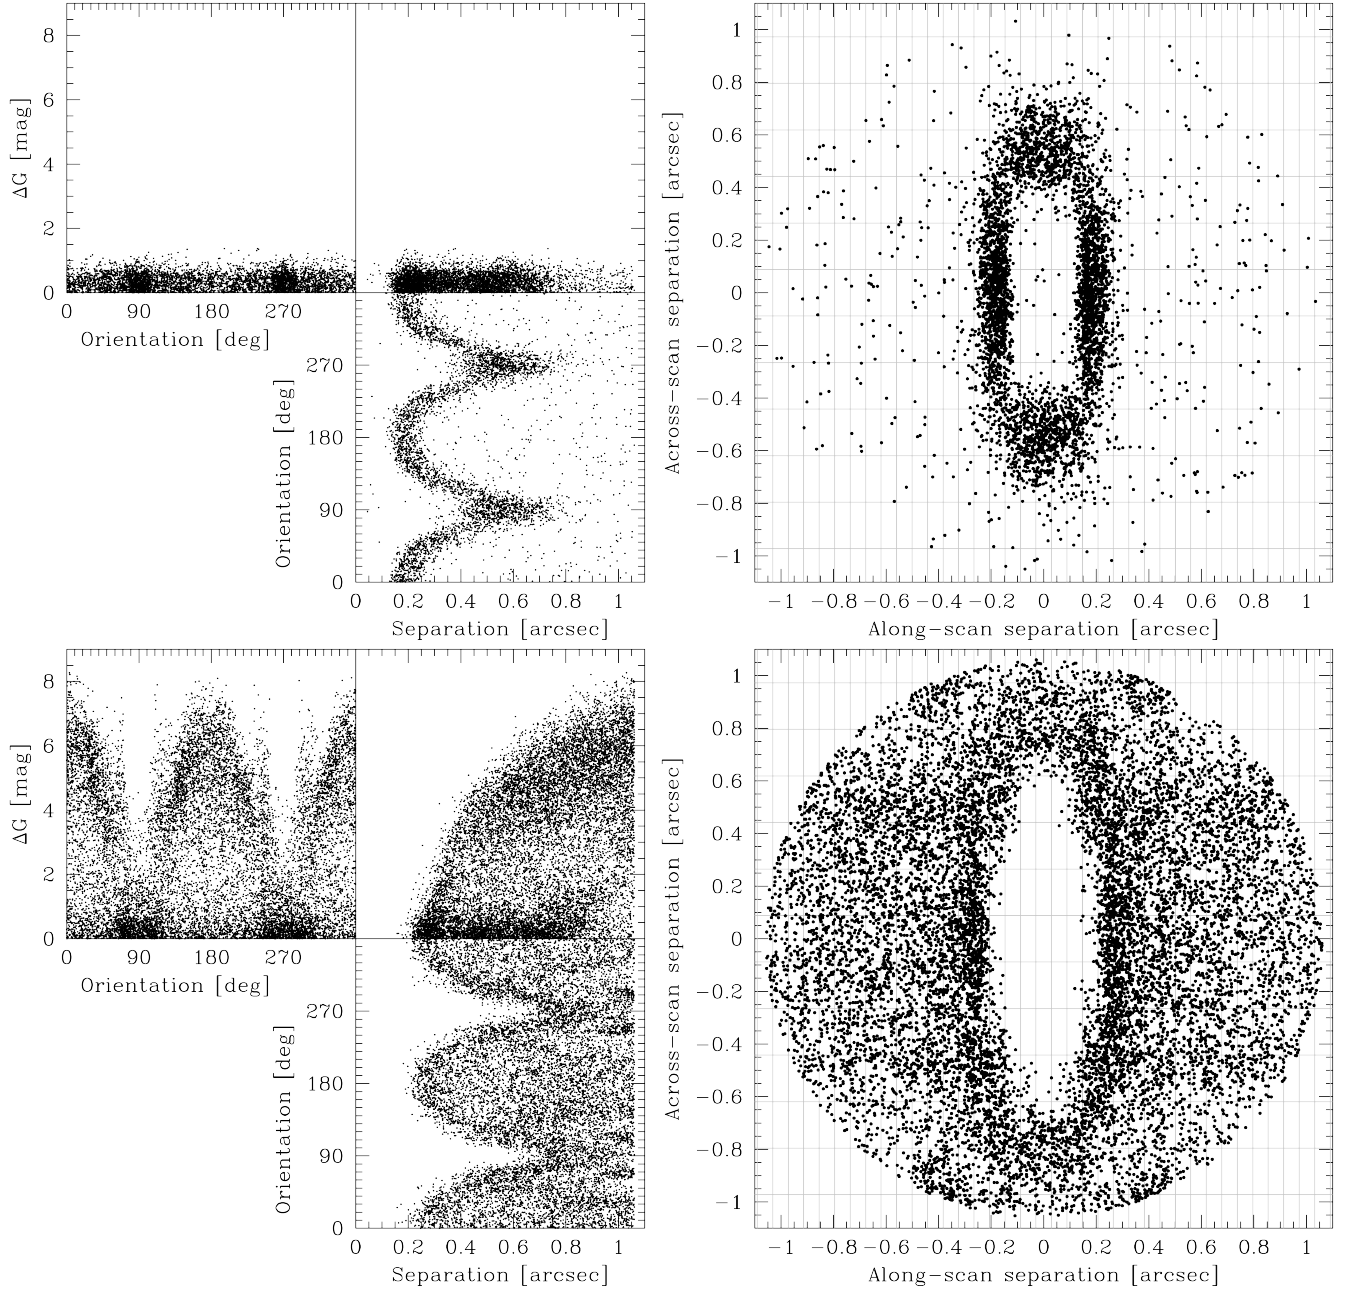 8
6
4
2
0
ΔG [mag]
0 90 180 270
Orientation [deg]
270
180
90
0
Orientation [deg]
0 0.2 0.4 0.6 0.8 1
Separation [arcsec]
1
0.8
0.6
0.4
0.2
0
−0.2
−0.4
−0.6
−0.8
−1
Across−scan separation [arcsec]
−1 −0.8 −0.6 −0.4 −0.2 0 0.2 0.4 0.6 0.8 1
Along−scan separation [arcsec]
8
6
4
2
0
ΔG [mag]
0 90 180 270
Orientation [deg]
270
180
90
0
Orientation [deg]
0 0.2 0.4 0.6 0.8 1
Separation [arcsec]
1
0.8
0.6
0.4
0.2
0
−0.2
−0.4
−0.6
−0.8
−1
Across−scan separation [arcsec]
−1 −0.8 −0.6 −0.4 −0.2 0 0.2 0.4 0.6 0.8 1
Along−scan separation [arcsec]